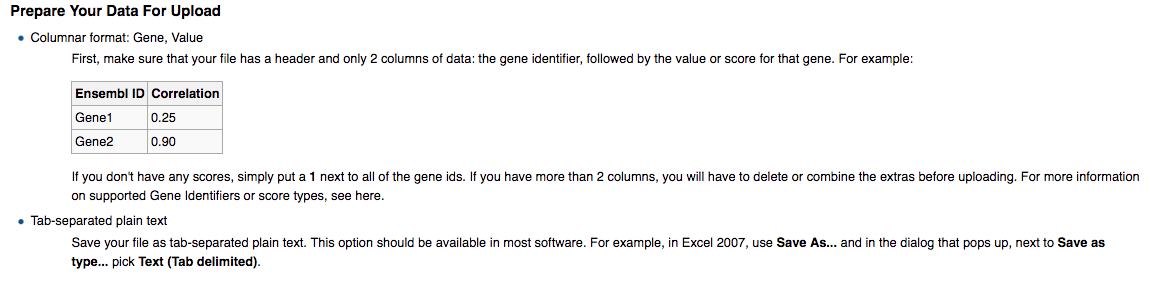 Prepare Your Data For Upload
• Columnar format: Gene, Value
First, make sure that your file has a header and only 2 columns of data: the gene identifier, followed by the value or score for that gene. For example:
Ensembl ID Correlation
Gene1 0.25
Gene2 0.90
If you don't have any scores, simply put a 1 next to all of the gene ids. If you have more than 2 columns, you will have to delete or combine the extras before uploading. For more information
on supported Gene Identifiers or score types, see here.
• Tab-separated plain text
Save your file as tab-separated plain text. This option should be available in most software. For example, in Excel 2007, use Save As... and in the dialog that pops up, next to Save as
type... pick Text (Tab delimited).